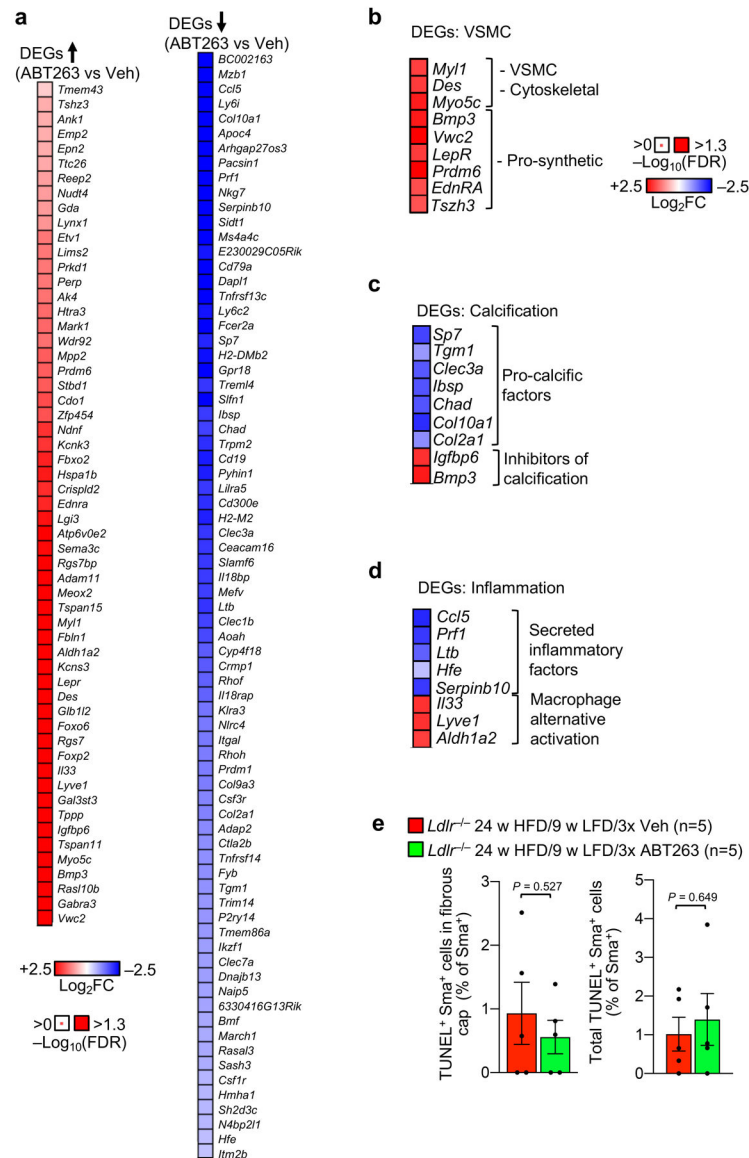 a
DEGs
(ABT263 vs Veh)
Tmem43
Tshz3
Ank1
Emp2
Epn2
Ttc26
Reep2
Nudt4
Gda
Lynx1
Etv1
Lims2
Prkd1
Perp
Ak4
Htra3
Mark1
Wdr92
Mpp2
Prdm6
Stbd1
Cdo1
Zfp454
Ndnf
Kcnk3
Fbxo2
Hspa1b
Crispld2
Ednra
Lgi3
Atp6v0e2
Sema3c
Rgs7bp
Adam11
Meox2
Tspan15
Myl1
Fbln1
Aldh1a2
Kcns3
Lepr
Des
Glb1l2
Foxo6
Rgs7
Foxp2
Il33
Lyve1
Gal3st3
Tppp
Igfbp6
Tspan11
Myo5c
Bmp3
Rasl10b
Gabra3
Vwc2
+2.5 –2.5
Log2FC
>0 >1.3
–Log10(FDR)
DEGs
(ABT263 vs Veh)
BC002163
Mzb1
Ccl5
Ly6i
Col10a1
Apoc4
Arhgap27os3
Pacsin1
Prf1
Nkg7
Serpinb10
Sidt1
Ms4a4c
E230029C05Rik
Cd79a
Dapl1
Tnfrsf13c
Ly6c2
Fcer2a
Sp7
H2-DMb2
Gpr18
Treml4
Slfn1
Ibsp
Chad
Trpm2
Cd19
Pyhin1
Lilra5
Cd300e
H2-M2
Clec3a
Ceacam16
Slamf6
Il18bp
Mefv
Ltb
Clec1b
Aoah
Cyp4f18
Crmp1
Rhof
Il18rap
Klra3
Nlrc4
Itgal
Rhoh
Prdm1
Col9a3
Csf3r
Col2a1
Adap2
Ctla2b
Tnfrsf14
Fyb
Tgm1
Trim14
P2ry14
Tmem86a
Ikzf1
Clec7a
Dnajb13
Naip5
6330416G13Rik
Bmf
March1
Rasal3
Sash3
Csf1r
Hmha1
Sh2d3c
N4bp2l1
Hfe
Itm2b
b
DEGs: VSMC
Myl1
Des
Myo5c
Bmp3
Vwc2
LepR
Prdm6
EdnRA
Tszh3
- VSMC
- Cytoskeletal
- Pro-synthetic
>0 >1.3
–Log10(FDR)
+2.5 –2.5
Log2FC
c
DEGs: Calcification
Sp7
Tgm1
Clec3a
Ibsp
Chad
Col10a1
Col2a1
Igfbp6
Bmp3
Pro-calcific
factors
Inhibitors of
calcification
d
DEGs: Inflammation
Ccl5
Prf1
Ltb
Hfe
Serpinb10
Il33
Lyve1
Aldh1a2
Secreted
inflammatory
factors
Macrophage
alternative
activation
e
Ldlr–/– 24 w HFD/9 w LFD/3x Veh (n=5)
Ldlr–/– 24 w HFD/9 w LFD/3x ABT263 (n=5)
TUNEL+ Sma+ cells in fibrous
cap (% of Sma+)
3
2
1
0
P = 0.527
Total TUNEL+ Sma+ cells
(% of Sma+)
5
4
3
2
1
0
P = 0.649